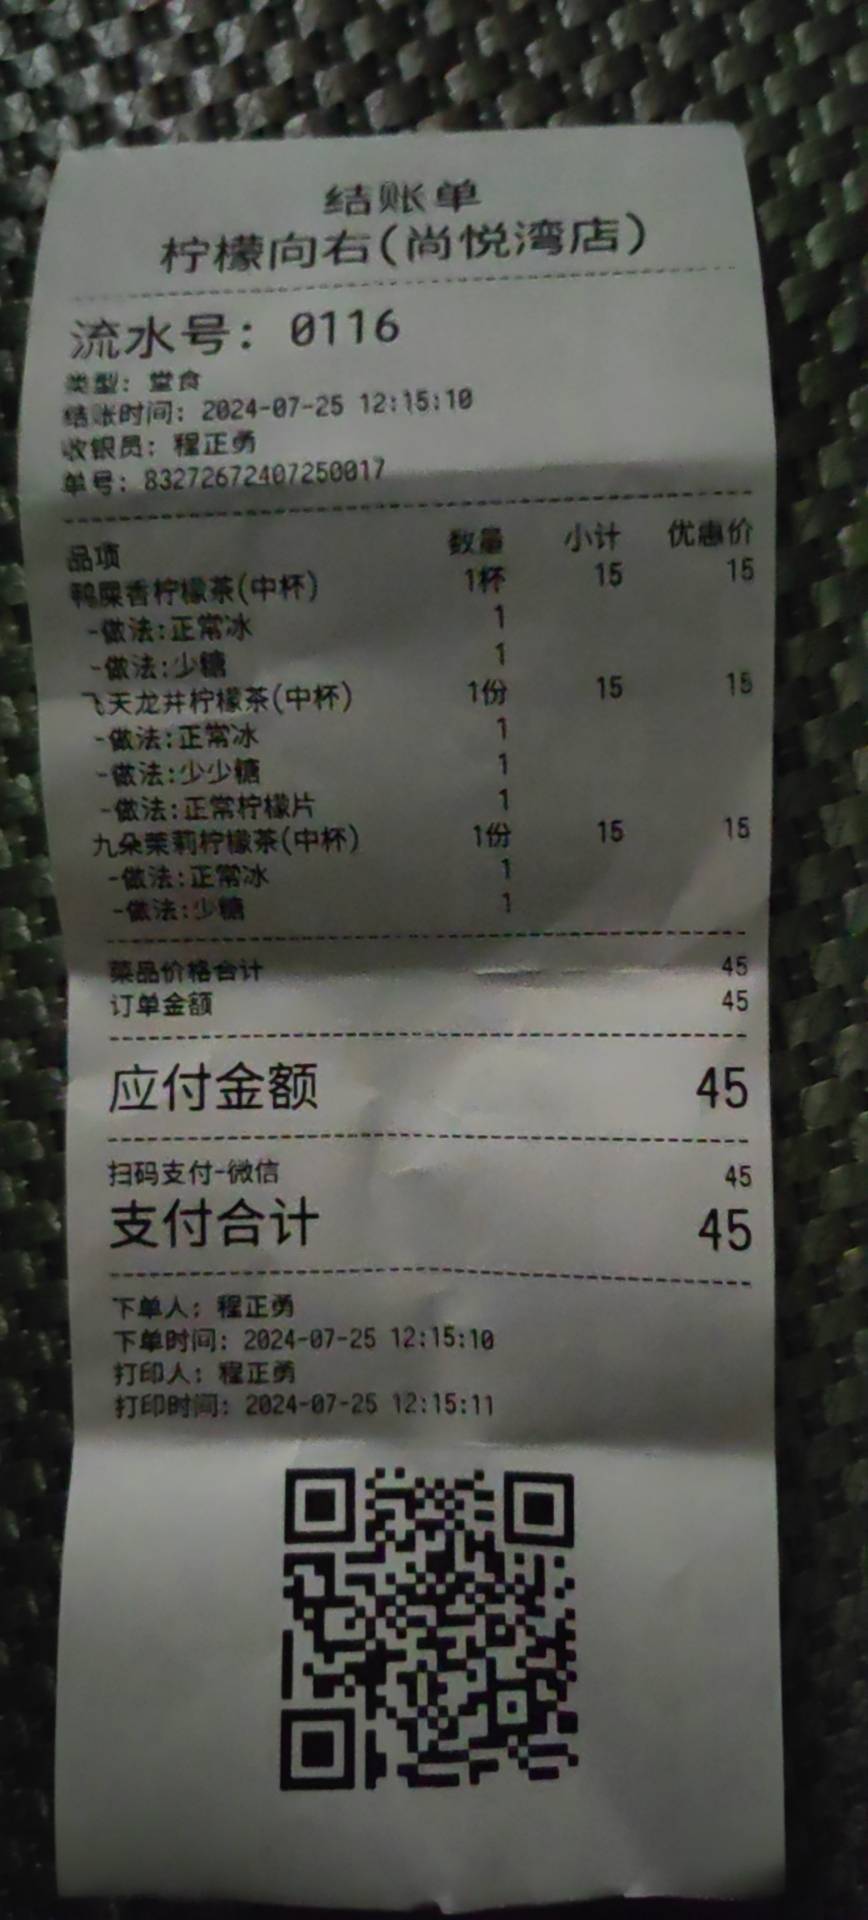 结账单
柠檬向右(尚悦湾店)
流水号: 0116
类型: 堂食
结账时间: 2024-07-25 12:15:10
收银员: 程正勇
单号: 83272672407250017
品项 数量 小计 优惠价
鸭屎香柠檬茶(中杯) 1杯 15 15
-做法:正常冰 1
-做法:少糖 1
飞天龙井柠檬茶(中杯) 1份 15 15
-做法:正常冰 1
-做法:少少糖 1
-做法:正常柠檬片 1
九朵茉莉柠檬茶(中杯) 1份 15 15
-做法:正常冰 1
-做法:少糖 1
菜品价格合计 45
订单金额 45
应付金额 45
扫码支付-微信 45
支付合计 45
下单人: 程正勇
下单时间: 2024-07-25 12:15:10
打印人: 程正勇
打印时间: 2024-07-25 12:15:11